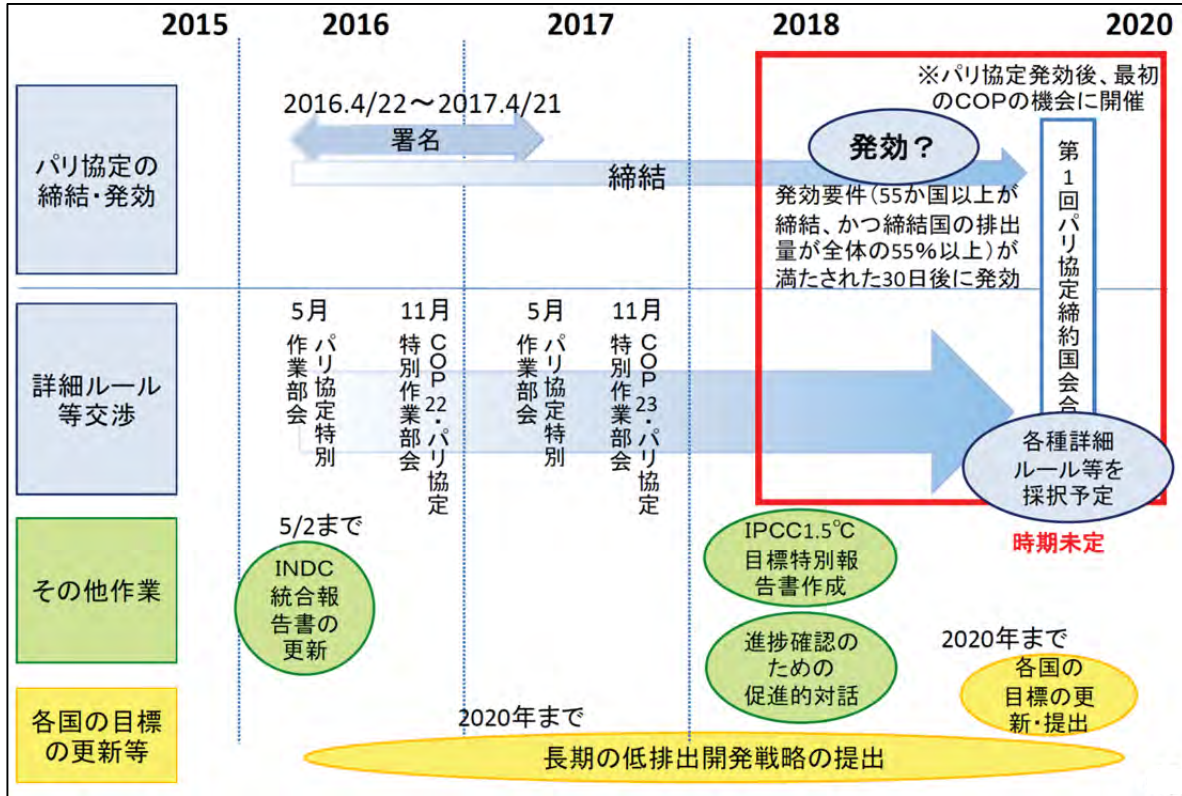 2015
2016
2017
2018
2020
パリ協定の
締結・発効
2016.4/22～2017.4/21
署名
締結
※パリ協定発効後、最初
のCOPの機会に開催
発効？
発効要件(55か国以上が
締結、かつ締結国の排出
量が全体の55%以上)が
満たされた30日後に発効
第1回パリ協定締約国会合
詳細ルール
等交渉
5月
パリ協定特別
作業部会
11月
COP22・パリ協定
特別作業部会
5月
パリ協定特別
作業部会
11月
COP23・パリ協定
特別作業部会
各種詳細
ルール等を
採択予定
時期未定
その他作業
5/2まで
INDC
統合報
告書の
更新
IPCC1.5℃
目標特別報
告書作成
進捗確認の
ための
促進的対話
各国の目標
の更新等
2020年まで
長期の低排出開発戦略の提出
2020年まで
各国の
目標の更
新・提出